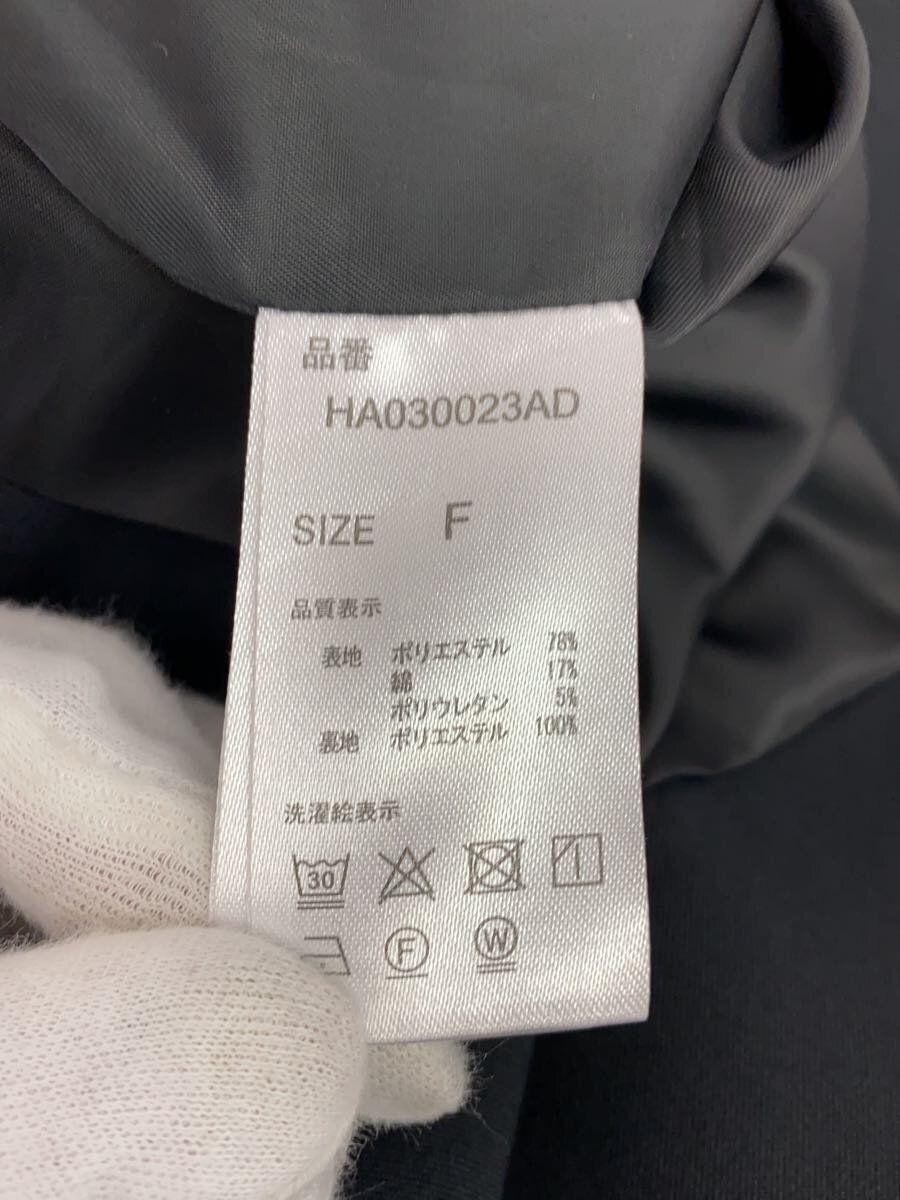 品番
HA030023AD
SIZE F
品質表示
表地 ポリエステル 78%
綿 17%
ポリウレタン 5%
裏地 ポリエステル 100%
洗濯絵表示
30
F W